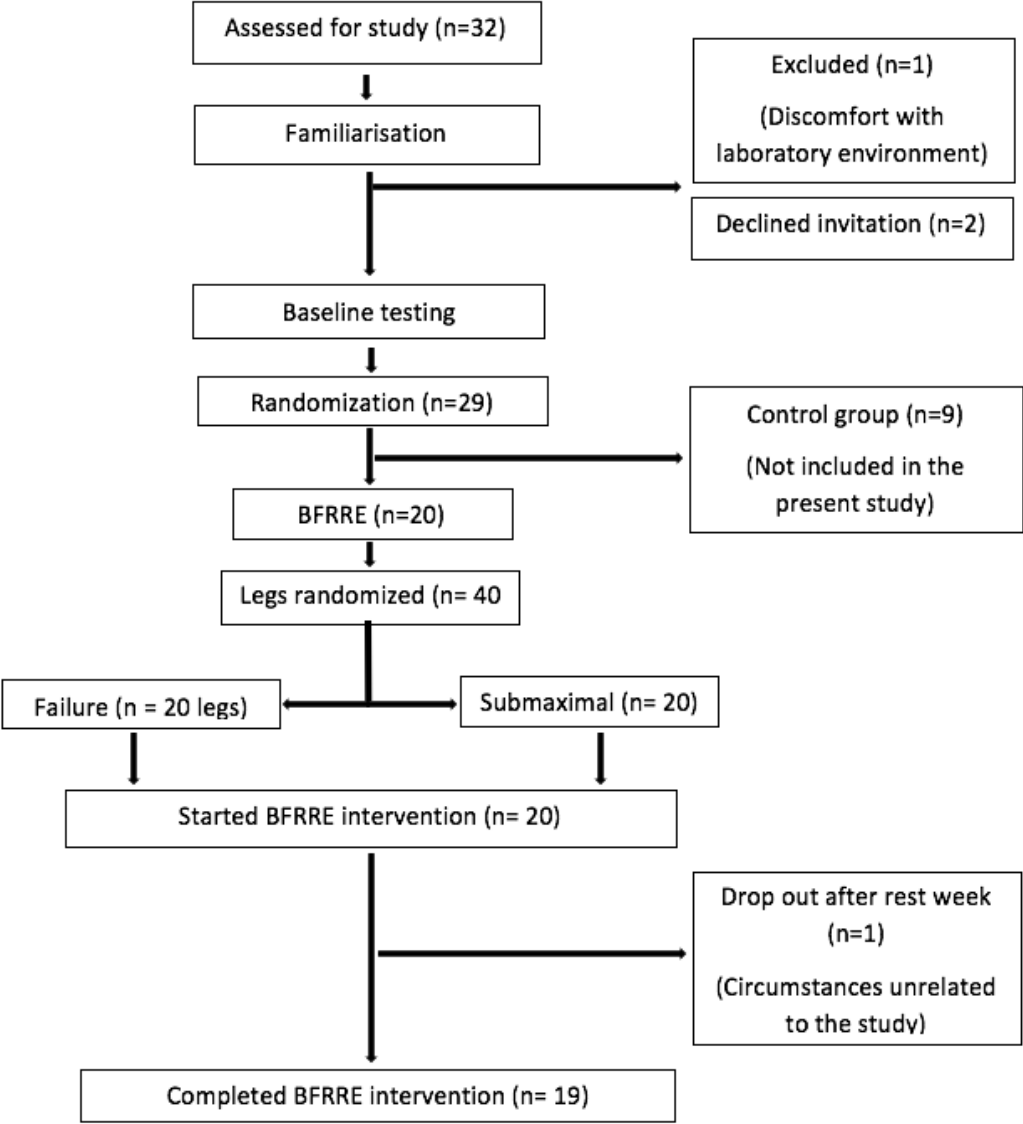 Assessed for study (n=32)
Familiarisation
Excluded (n=1)
(Discomfort with
laboratory environment)
Declined invitation (n=2)
Baseline testing
Randomization (n=29)
Control group (n=9)
(Not included in the
present study)
BFRRE (n=20)
Legs randomized (n= 40
Failure (n = 20 legs)
Submaximal (n= 20)
Started BFRRE intervention (n= 20)
Drop out after rest week
(n=1)
(Circumstances unrelated
to the study)
Completed BFRRE intervention (n= 19)